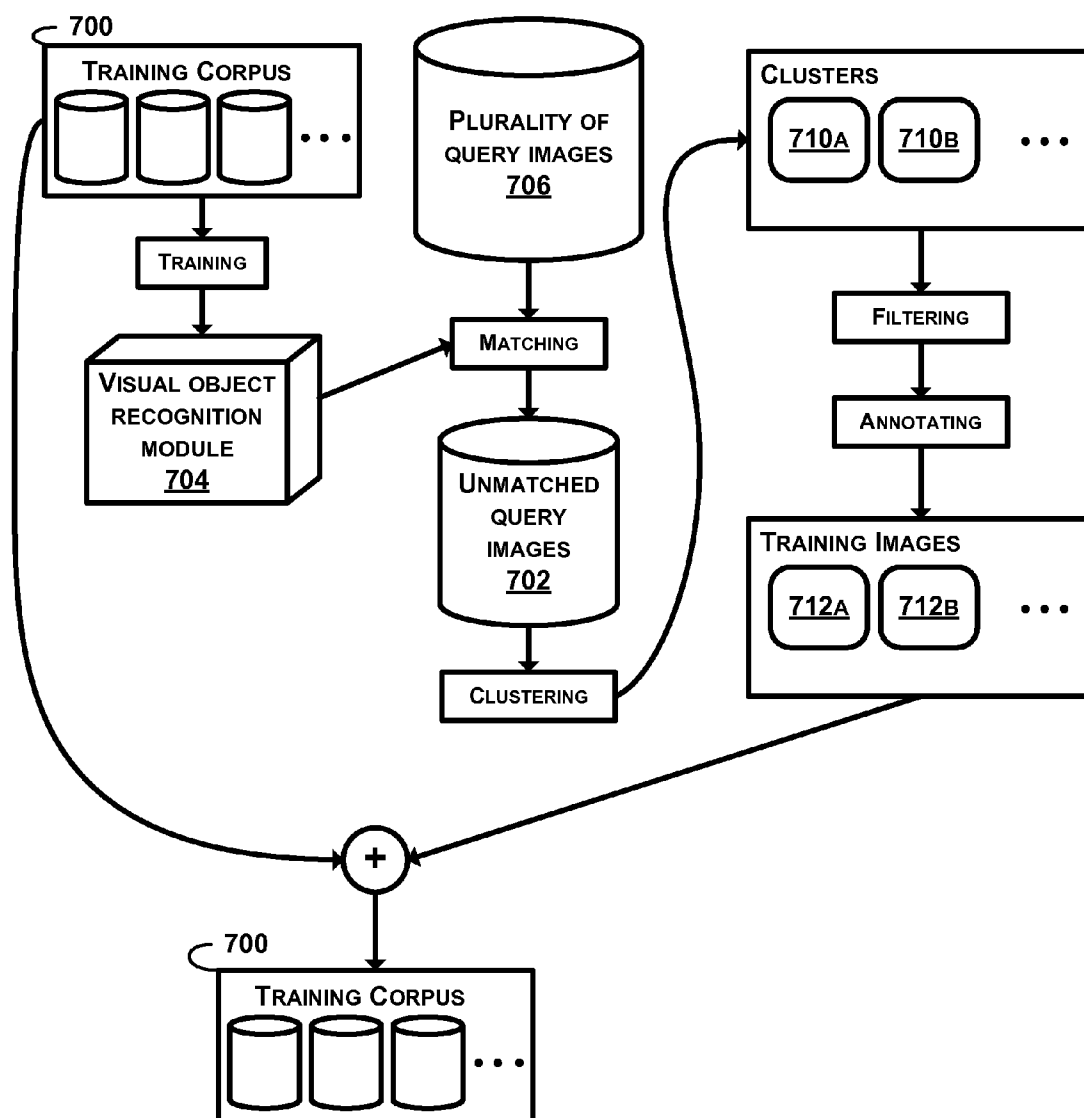 700
TRAINING CORPUS
TRAINING
VISUAL OBJECT
RECOGNITION
MODULE
704
PLURALITY OF
QUERY IMAGES
706
MATCHING
UNMATCHED
QUERY
IMAGES
702
CLUSTERING
CLUSTERS
710A 710B
FILTERING
ANNOTATING
TRAINING IMAGES
712A 712B
+
700
TRAINING CORPUS